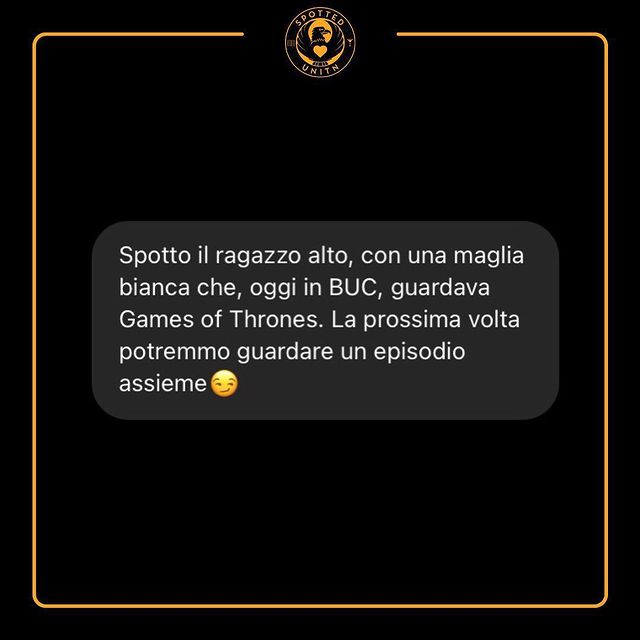 SPOTTED
UNITN
Spotto il ragazzo alto, con una maglia
bianca che, oggi in BUC, guardava
Games of Thrones. La prossima volta
potremmo guardare un episodio
assieme😏